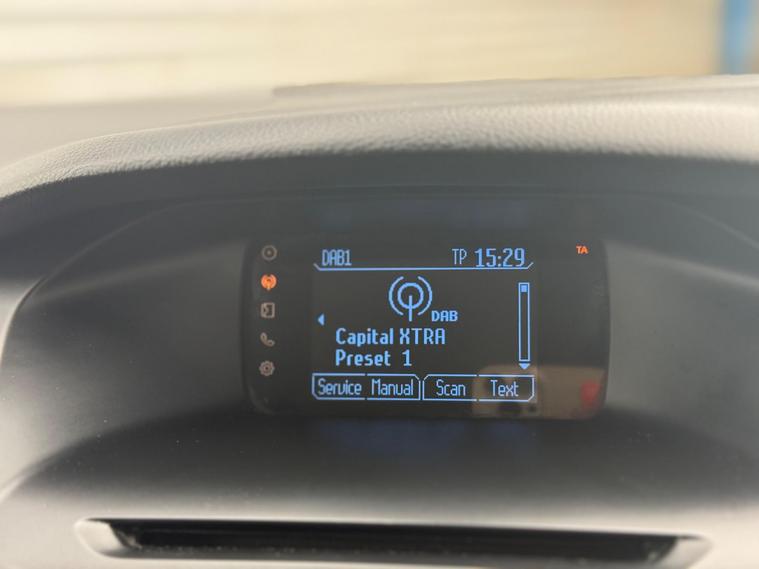 DAB1 TP 15:29 TA
DAB
Capital XTRA
Preset 1
Service Manual Scan Text